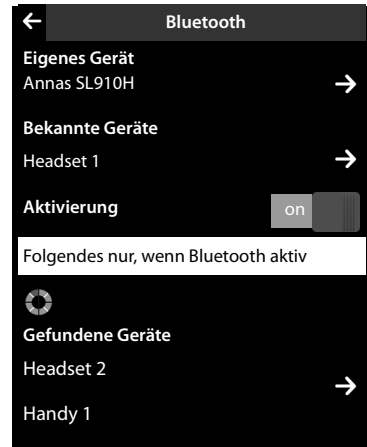 Bluetooth
Eigenes Gerät
Annas SL910H
Bekannte Geräte
Headset 1
Aktivierung
on
Folgendes nur, wenn Bluetooth aktiv
Gefundene Geräte
Headset 2
Handy 1